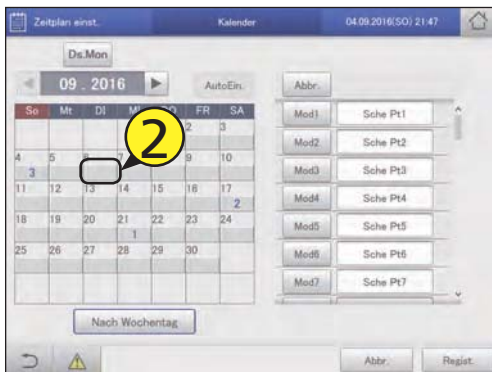 Zeitplan einst. Kalender 04.09.2016(SO) 21:47
Ds.Mon
09 . 2016 AutoEin. Abbr.
So Mt DI MI DO FR SA
2 3
4 5 6 7 9 10
3
11 12 13 14 15 16 17
2
18 19 20 21 22 23 24
1
25 26 27 28 29 30
2
Mod1 Sche Pt1
Mod2 Sche Pt2
Mod3 Sche Pt3
Mod4 Sche Pt4
Mod5 Sche Pt5
Mod6 Sche Pt6
Mod7 Sche Pt7
Nach Wochentag
Abbr. Regist.